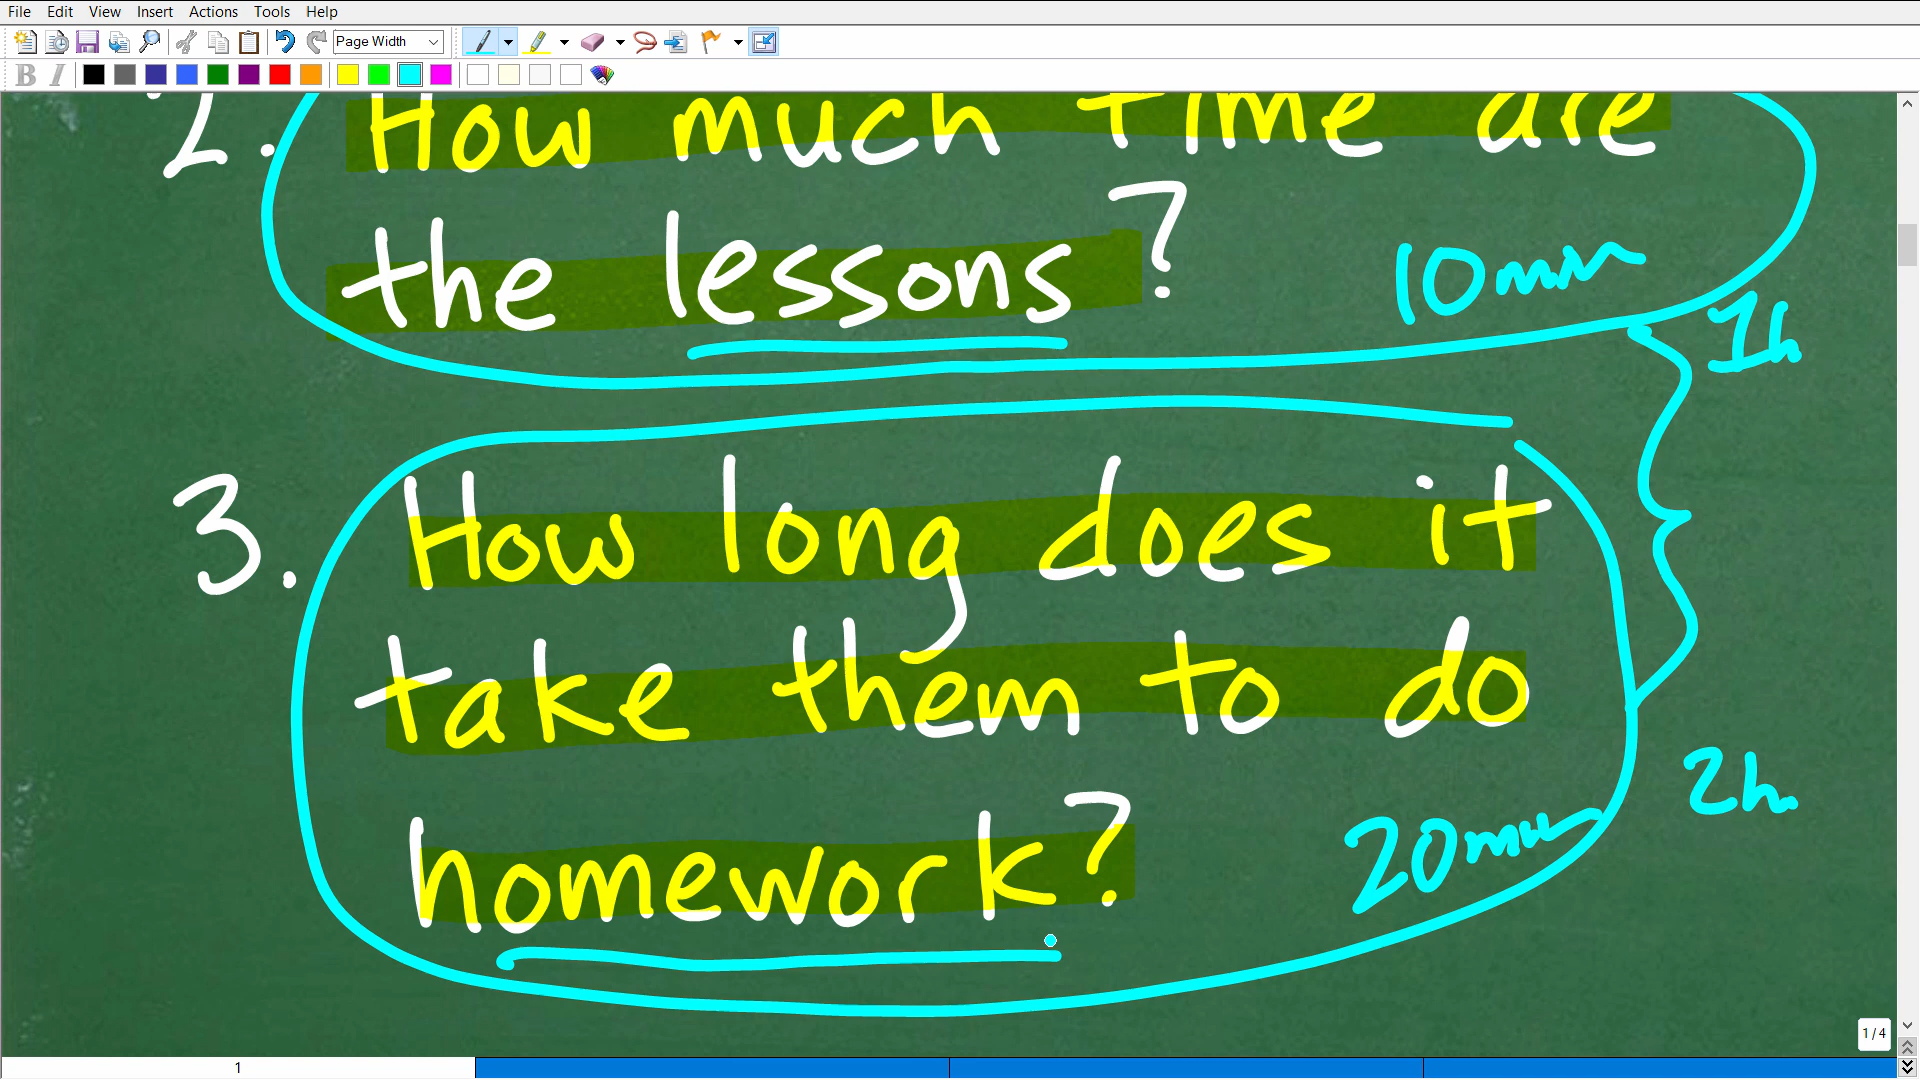 File Edit View Insert Actions Tools Help
Page Width
B I
2. How much time are
the lessons?
10min
1h
3. How long does it
take them to do
homework?
20min
2h
1 / 4
1